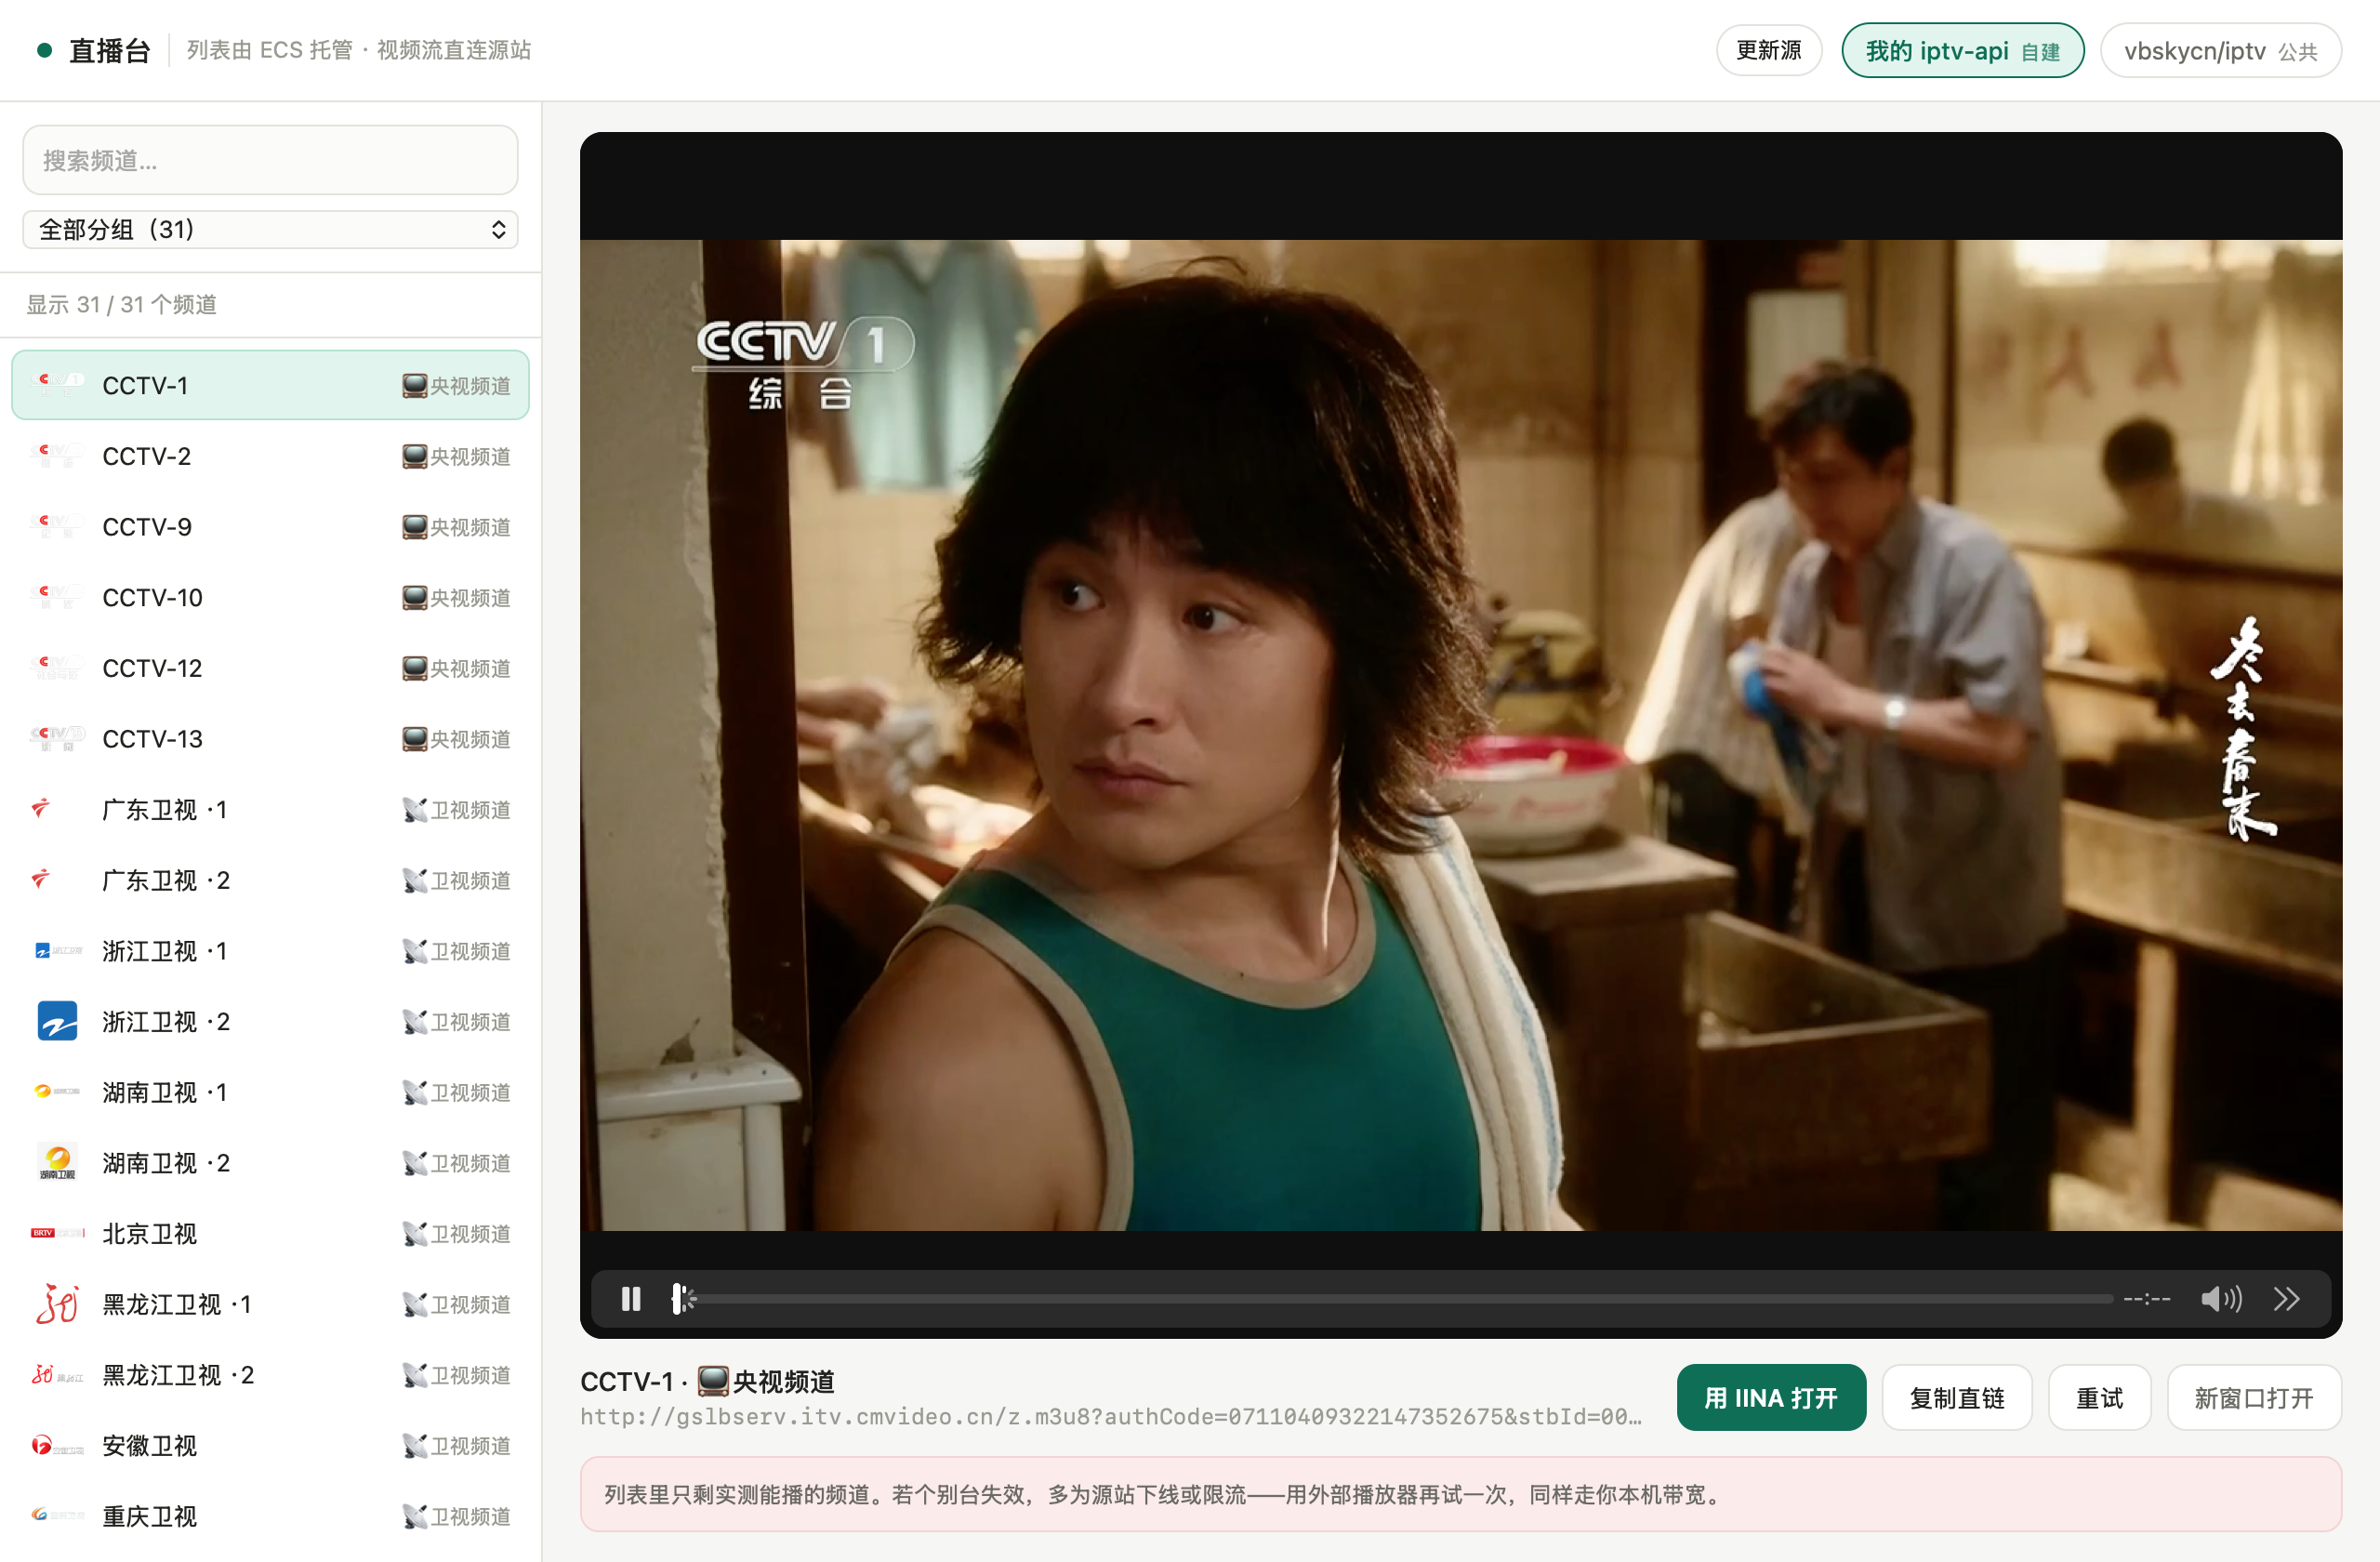 直播台
列表由 ECS 托管 · 视频流直连源站
更新源
我的 iptv-api 自建
vbskycn/iptv 公共
搜索频道...
全部分组（31）
显示 31 / 31 个频道
CCTV-1 央视频道
CCTV-2 央视频道
CCTV-9 央视频道
CCTV-10 央视频道
CCTV-12 央视频道
CCTV-13 央视频道
广东卫视 ·1 卫视频道
广东卫视 ·2 卫视频道
浙江卫视 ·1 卫视频道
浙江卫视 ·2 卫视频道
湖南卫视 ·1 卫视频道
湖南卫视
湖南卫视 ·2 卫视频道
BRTV
北京卫视 卫视频道
黑龙江卫视 ·1 卫视频道
黑龙江卫视 ·2 卫视频道
安徽卫视 卫视频道
重庆卫视 卫视频道
CCTV 1
综合
冬去春来
--:--
CCTV-1 · 央视频道
http://gslbserv.itv.cmvideo.cn/z.m3u8?authCode=07110409322147352675&stbId=00…
用 IINA 打开
复制直链
重试
新窗口打开
列表里只剩实测能播的频道。若个别台失效，多为源站下线或限流——用外部播放器再试一次，同样走你本机带宽。